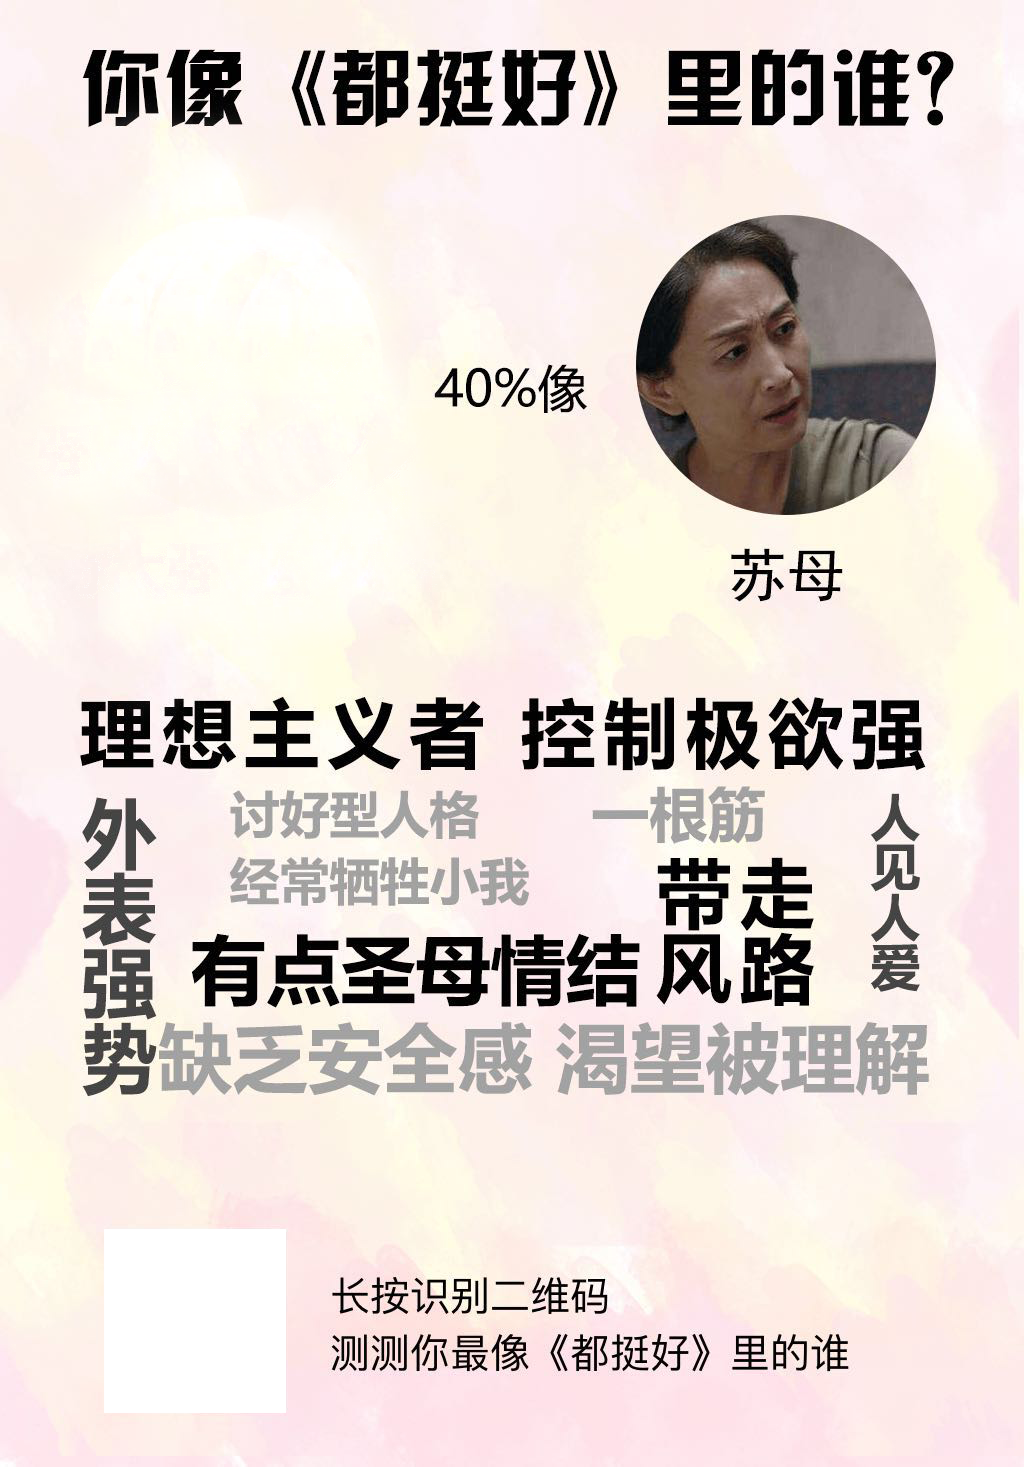 你像《都挺好》里的谁?
40%像
苏母
理想主义者 控制极欲强
外表强势
讨好型人格
一根筋
人见人爱
经常牺牲小我
带走
风路
有点圣母情结
缺乏安全感 渴望被理解
长按识别二维码
测测你最像《都挺好》里的谁